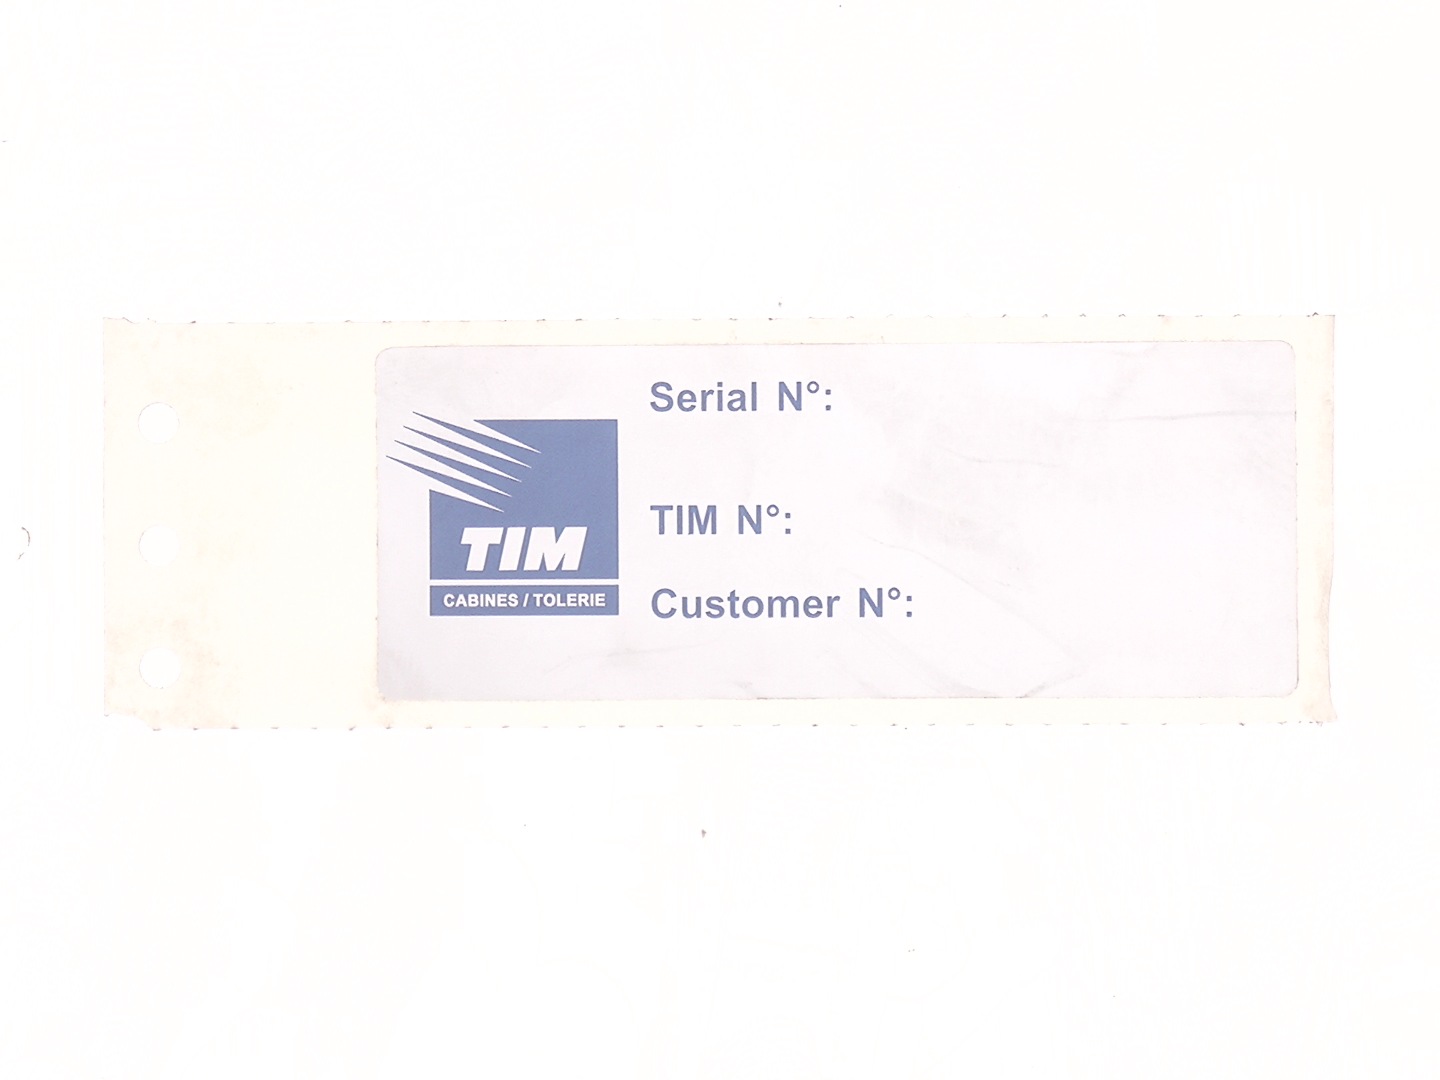 Serial N°:
TIM N°:
Customer N°:
TIM
CABINES / TOLERIE